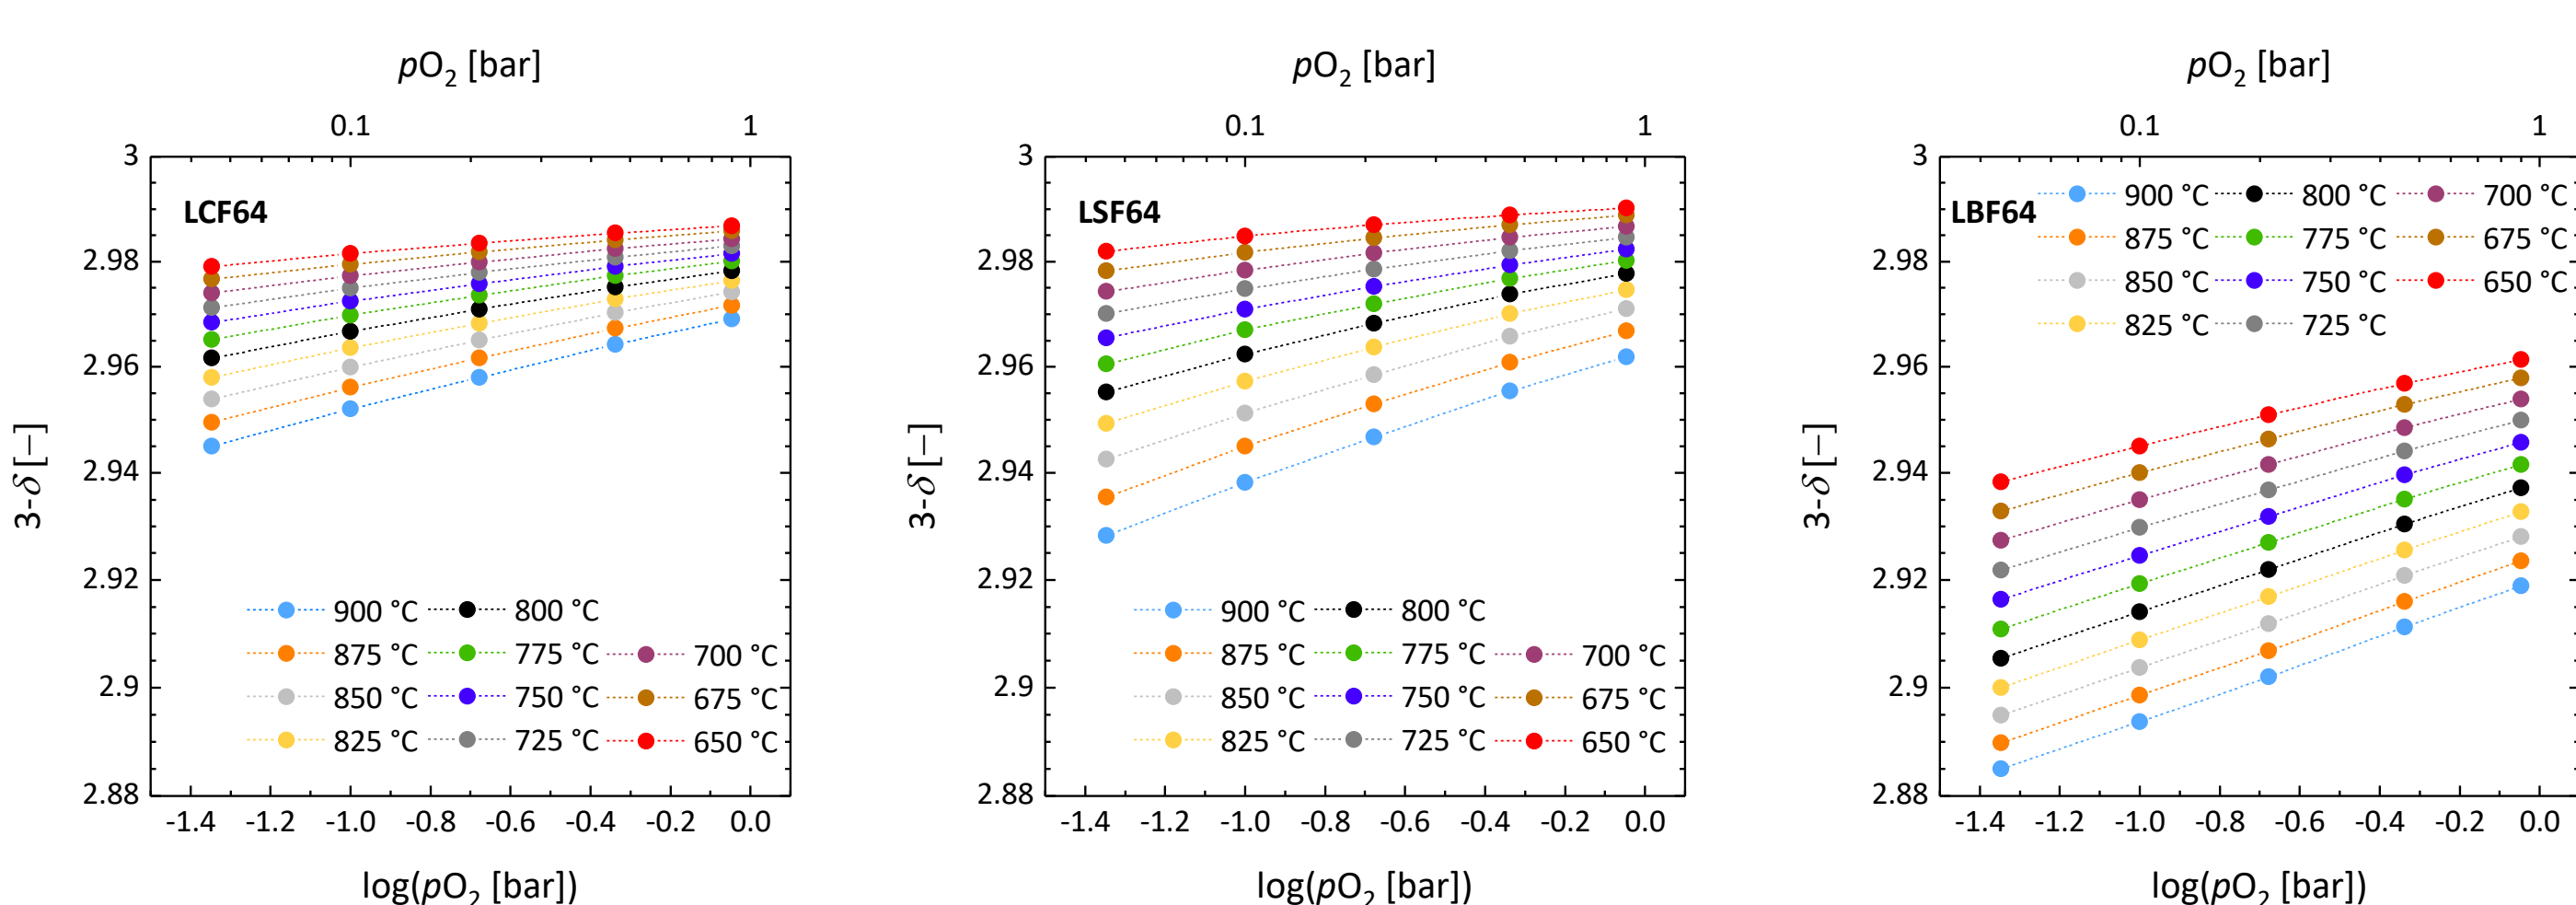 pO2 [bar]
0.1 1
LCF64
3
2.98
2.96
2.94
2.92
2.9
2.88
3-δ [–]
900 °C 800 °C
875 °C 775 °C 700 °C
850 °C 750 °C 675 °C
825 °C 725 °C 650 °C
-1.4 -1.2 -1.0 -0.8 -0.6 -0.4 -0.2 0.0
log(pO2 [bar])
pO2 [bar]
0.1 1
LSF64
3
2.98
2.96
2.94
2.92
2.9
2.88
3-δ [–]
900 °C 800 °C
875 °C 775 °C 700 °C
850 °C 750 °C 675 °C
825 °C 725 °C 650 °C
-1.4 -1.2 -1.0 -0.8 -0.6 -0.4 -0.2 0.0
log(pO2 [bar])
pO2 [bar]
0.1 1
LBF64
3
2.98
2.96
2.94
2.92
2.9
2.88
3-δ [–]
900 °C 800 °C 700 °C
875 °C 775 °C 675 °C
850 °C 750 °C 650 °C
825 °C 725 °C
-1.4 -1.2 -1.0 -0.8 -0.6 -0.4 -0.2 0.0
log(pO2 [bar])